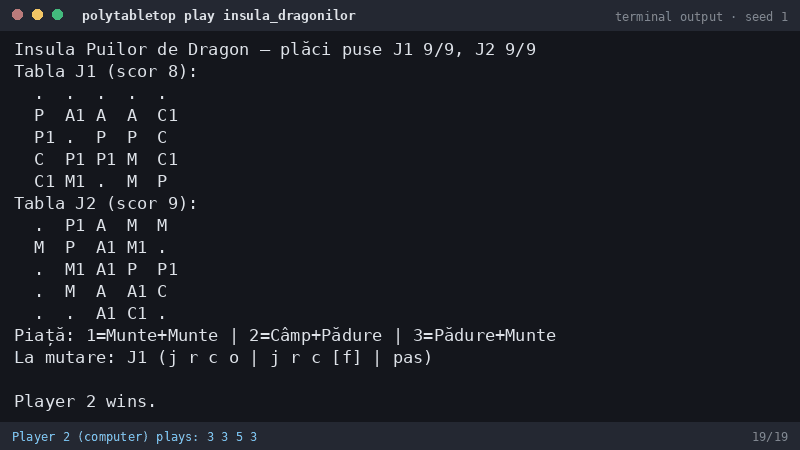 polytabletop play insula_dragonilor
terminal output · seed 1
Insula Puilor de Dragon — plăci puse J1 9/9, J2 9/9
Tabla J1 (scor 8):
. . . . .
P A1 A A C1
P1 . P P C
C P1 P1 M C1
C1 M1 . M P
Tabla J2 (scor 9):
. P1 A M M
M P A1 M1 .
. M1 A1 P P1
. M A A1 C
. . A1 C1 .
Piață: 1=Munte+Munte | 2=Câmp+Pădure | 3=Pădure+Munte
La mutare: J1 (j r c o | j r c [f] | pas)
Player 2 wins.
Player 2 (computer) plays: 3 3 5 3
19/19